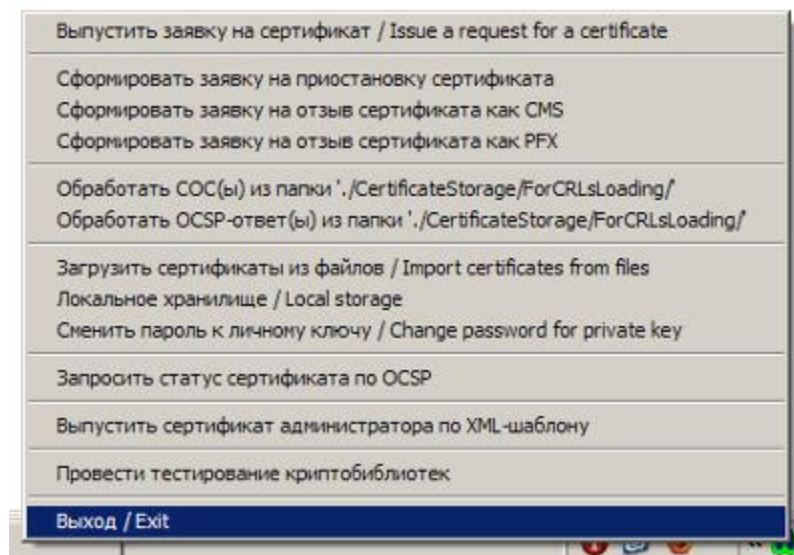 Выпустить заявку на сертификат / Issue a request for a certificate
Сформировать заявку на приостановку сертификата
Сформировать заявку на отзыв сертификата как CMS
Сформировать заявку на отзыв сертификата как PFX
Обработать СОС(ы) из папки './CertificateStorage/ForCRLsLoading/'
Обработать OCSP-ответ(ы) из папки './CertificateStorage/ForCRLsLoading/'
Загрузить сертификаты из файлов / Import certificates from files
Локальное хранилище / Local storage
Сменить пароль к личному ключу / Change password for private key
Запросить статус сертификата по OCSP
Выпустить сертификат администратора по XML-шаблону
Провести тестирование криптобиблиотек
Выход / Exit